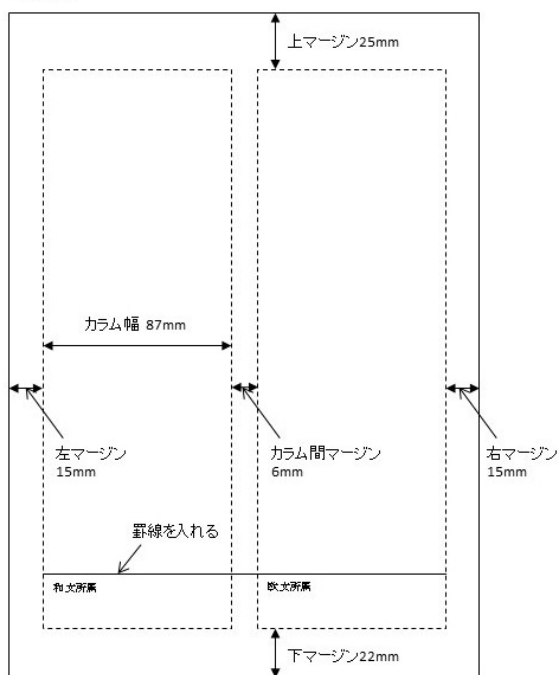 上マージン25mm
カラム幅 87mm
左マージン
15mm
カラム間マージン
6mm
右マージン
15mm
罫線を入れる
和文所属
欧文所属
下マージン22mm